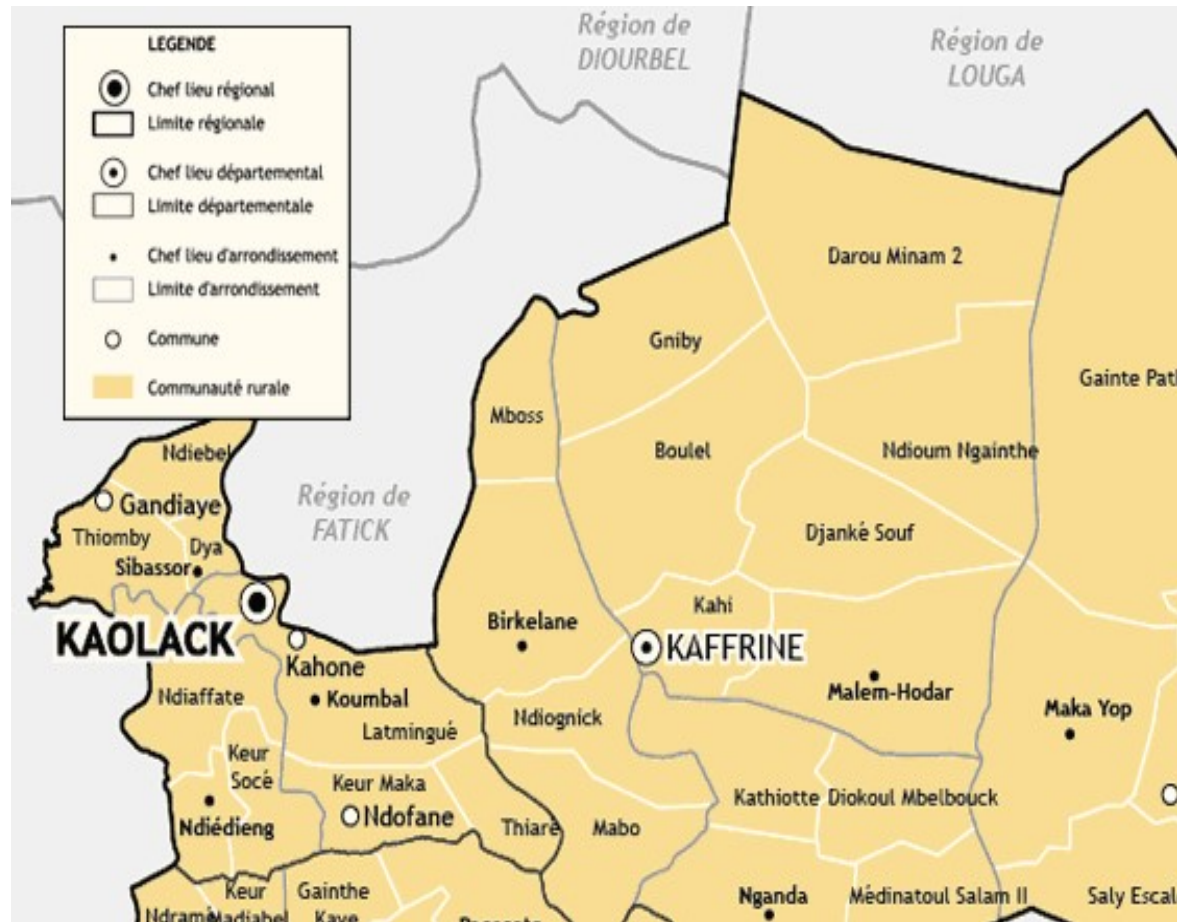 LEGENDE
Chef lieu régional
Limite régionale
Chef lieu départemental
Limite départementale
Chef lieu d'arrondissement
Limite d'arrondissement
Commune
Communauté rurale
Région de
DIOURBEL
Région de
LOUGA
Darou Minam 2
Gniby
Gainte Path
Mboss
Boulel
Ndioum Ngainthe
Ndiebel
Région de
FATICK
Gandiaye
Thiomby
Dya
Sibassor
Djanké Souf
Kahi
KAOLACK
Birkelane
KAFFRINE
Kahone
Ndiaffate
Koumbal
Malem-Hodar
Latmingué
Ndiognick
Maka Yop
Keur
Socé
Keur Maka
Kathiotte
Diokoul Mbelbouck
Ndofane
Ndiédieng
Thiaré
Mabo
Keur
Madiabel
Gainthe
Kaye
Nganda
Médinatoul Salam II
Saly Escal